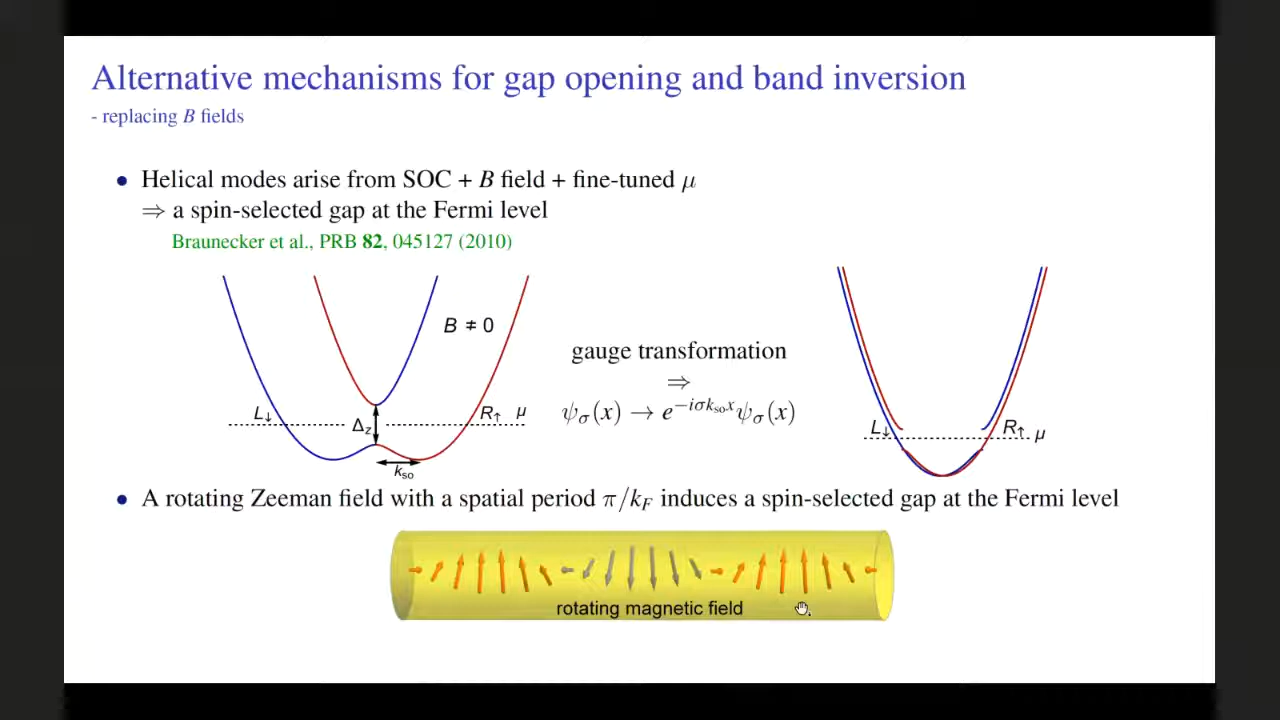 Alternative mechanisms for gap opening and band inversion
- replacing B fields
• Helical modes arise from SOC + B field + fine-tuned μ
⇒ a spin-selected gap at the Fermi level
Braunecker et al., PRB 82, 045127 (2010)
B ≠ 0
gauge transformation
⇒
ψσ(x) → e^{-iσk_{so}x}ψσ(x)
L↓
Δz
R↑ μ
kso
L↓
R↑ μ
• A rotating Zeeman field with a spatial period π/kF induces a spin-selected gap at the Fermi level
rotating magnetic field